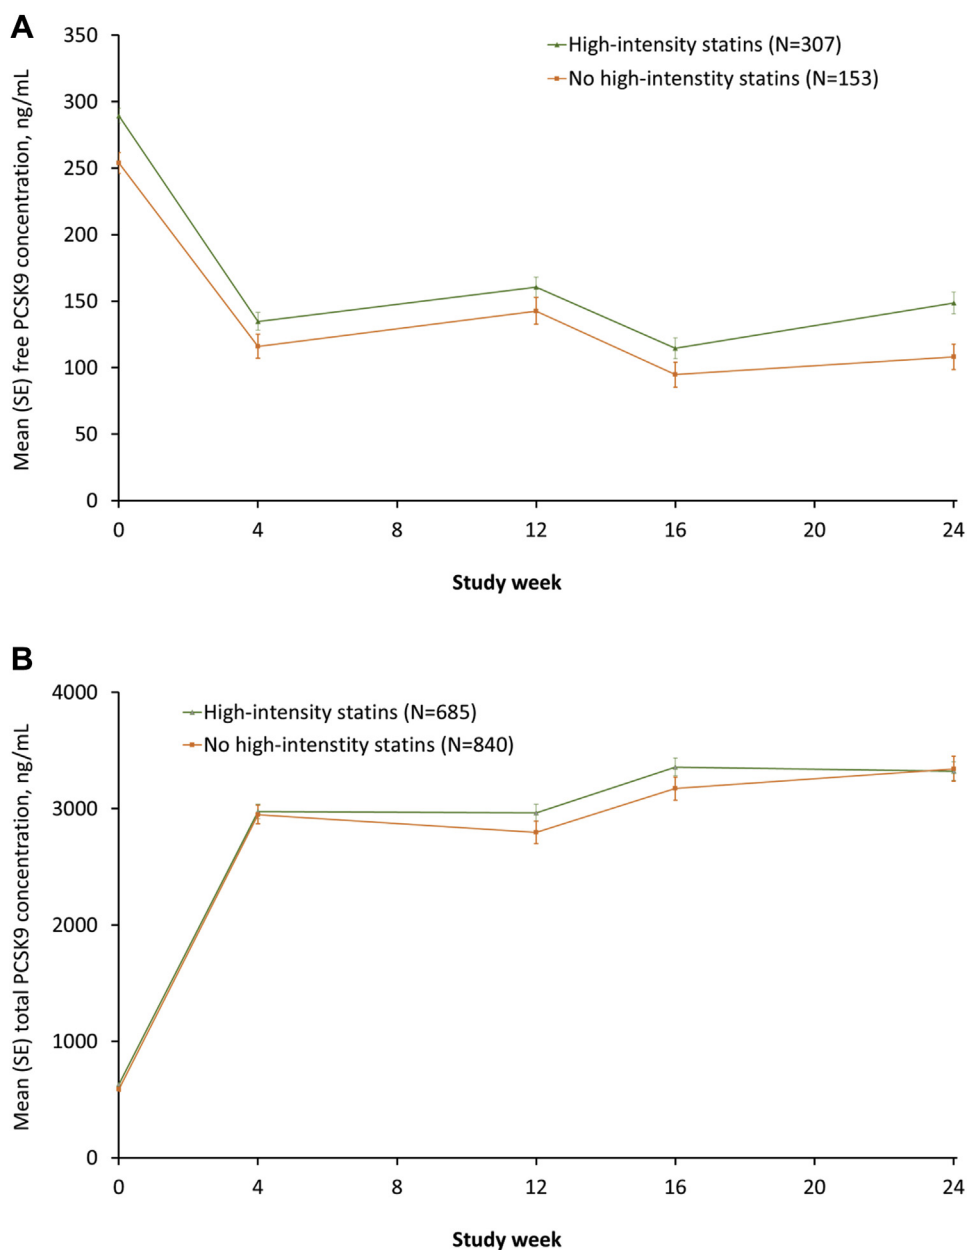 A
Mean (SE) free PCSK9 concentration, ng/mL
350
300
250
200
150
100
50
0
High-intensity statins (N=307)
No high-intenstity statins (N=153)
0 4 8 12 16 20 24
Study week
B
Mean (SE) total PCSK9 concentration, ng/mL
4000
3000
2000
1000
0
High-intensity statins (N=685)
No high-intenstity statins (N=840)
0 4 8 12 16 20 24
Study week